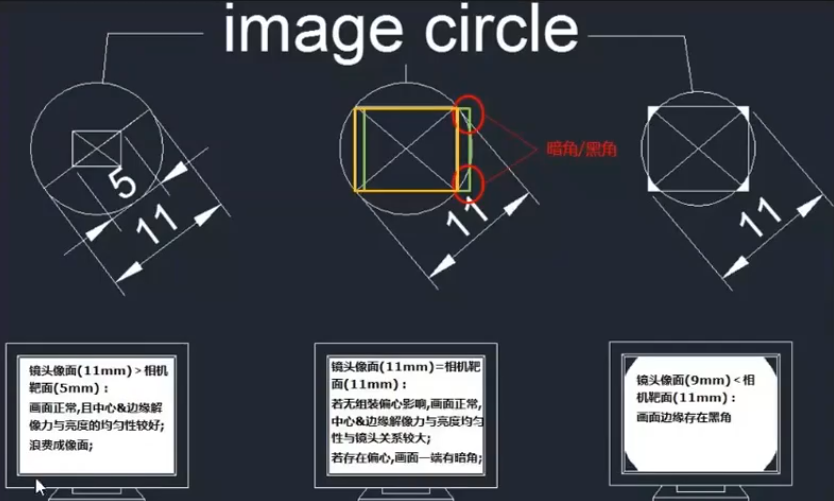 image circle
5
11
11
暗角/黑角
11
镜头像面(11mm)>相机
靶面(5mm)：
画面正常,且中心&边缘解
像力与亮度的均匀性较好;
浪费成像面;
镜头像面(11mm)=相机靶
面(11mm)：
若无组装偏心影响,画面正常,
中心&边缘解像力与亮度均匀
性与镜头关系较大;
若存在偏心,画面一端有暗角;
镜头像面(9mm)<相
机靶面(11mm)：
画面边缘存在黑角